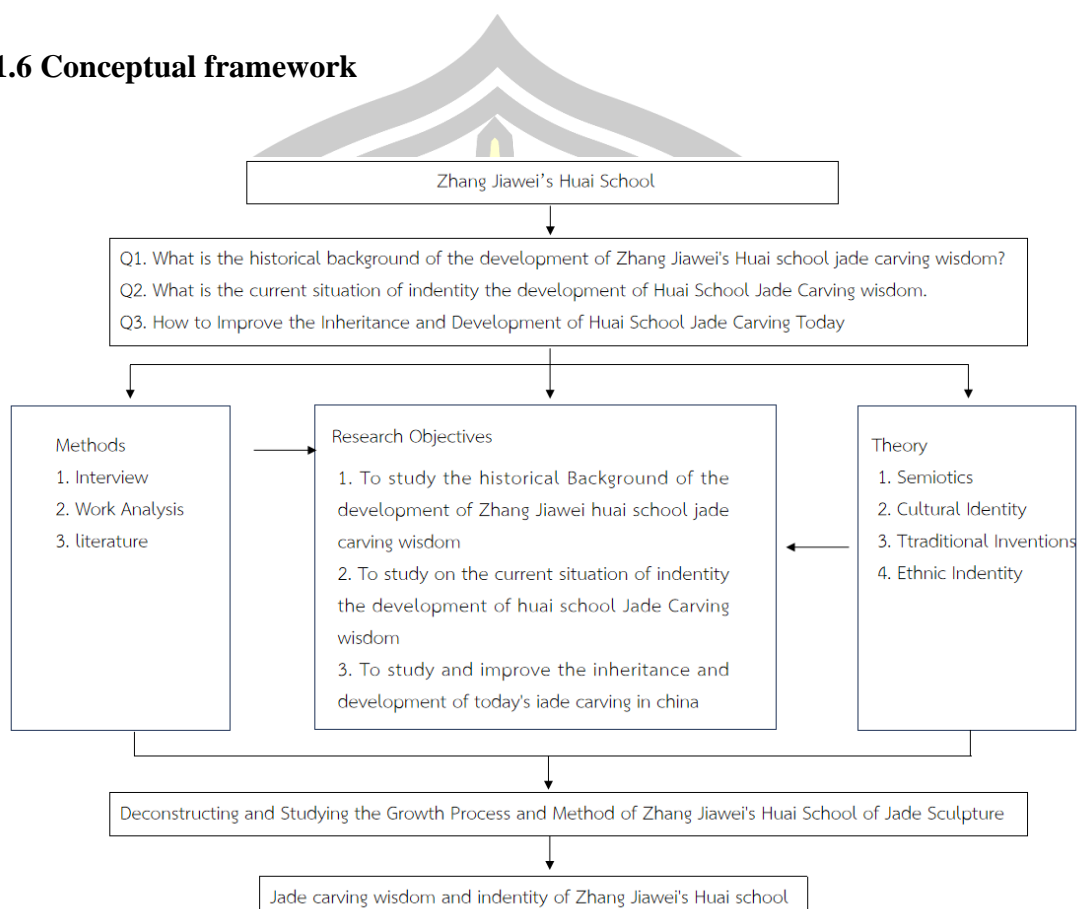 1.6 Conceptual framework
Zhang Jiawei's Huai School
Q1. What is the historical background of the development of Zhang Jiawei's Huai school jade carving wisdom?
Q2. What is the current situation of indentity the development of Huai School Jade Carving wisdom.
Q3. How to Improve the Inheritance and Development of Huai School Jade Carving Today
Methods
1. Interview
2. Work Analysis
3. literature
Research Objectives
1. To study the historical Background of the
development of Zhang Jiawei huai school jade
carving wisdom
2. To study on the current situation of indentity
the development of huai school Jade Carving
wisdom
3. To study and improve the inheritance and
development of today's iade carving in china
Theory
1. Semiotics
2. Cultural Identity
3. Ttraditional Inventions
4. Ethnic Indentity
Deconstructing and Studying the Growth Process and Method of Zhang Jiawei's Huai School of Jade Sculpture
Jade carving wisdom and indentity of Zhang Jiawei's Huai school